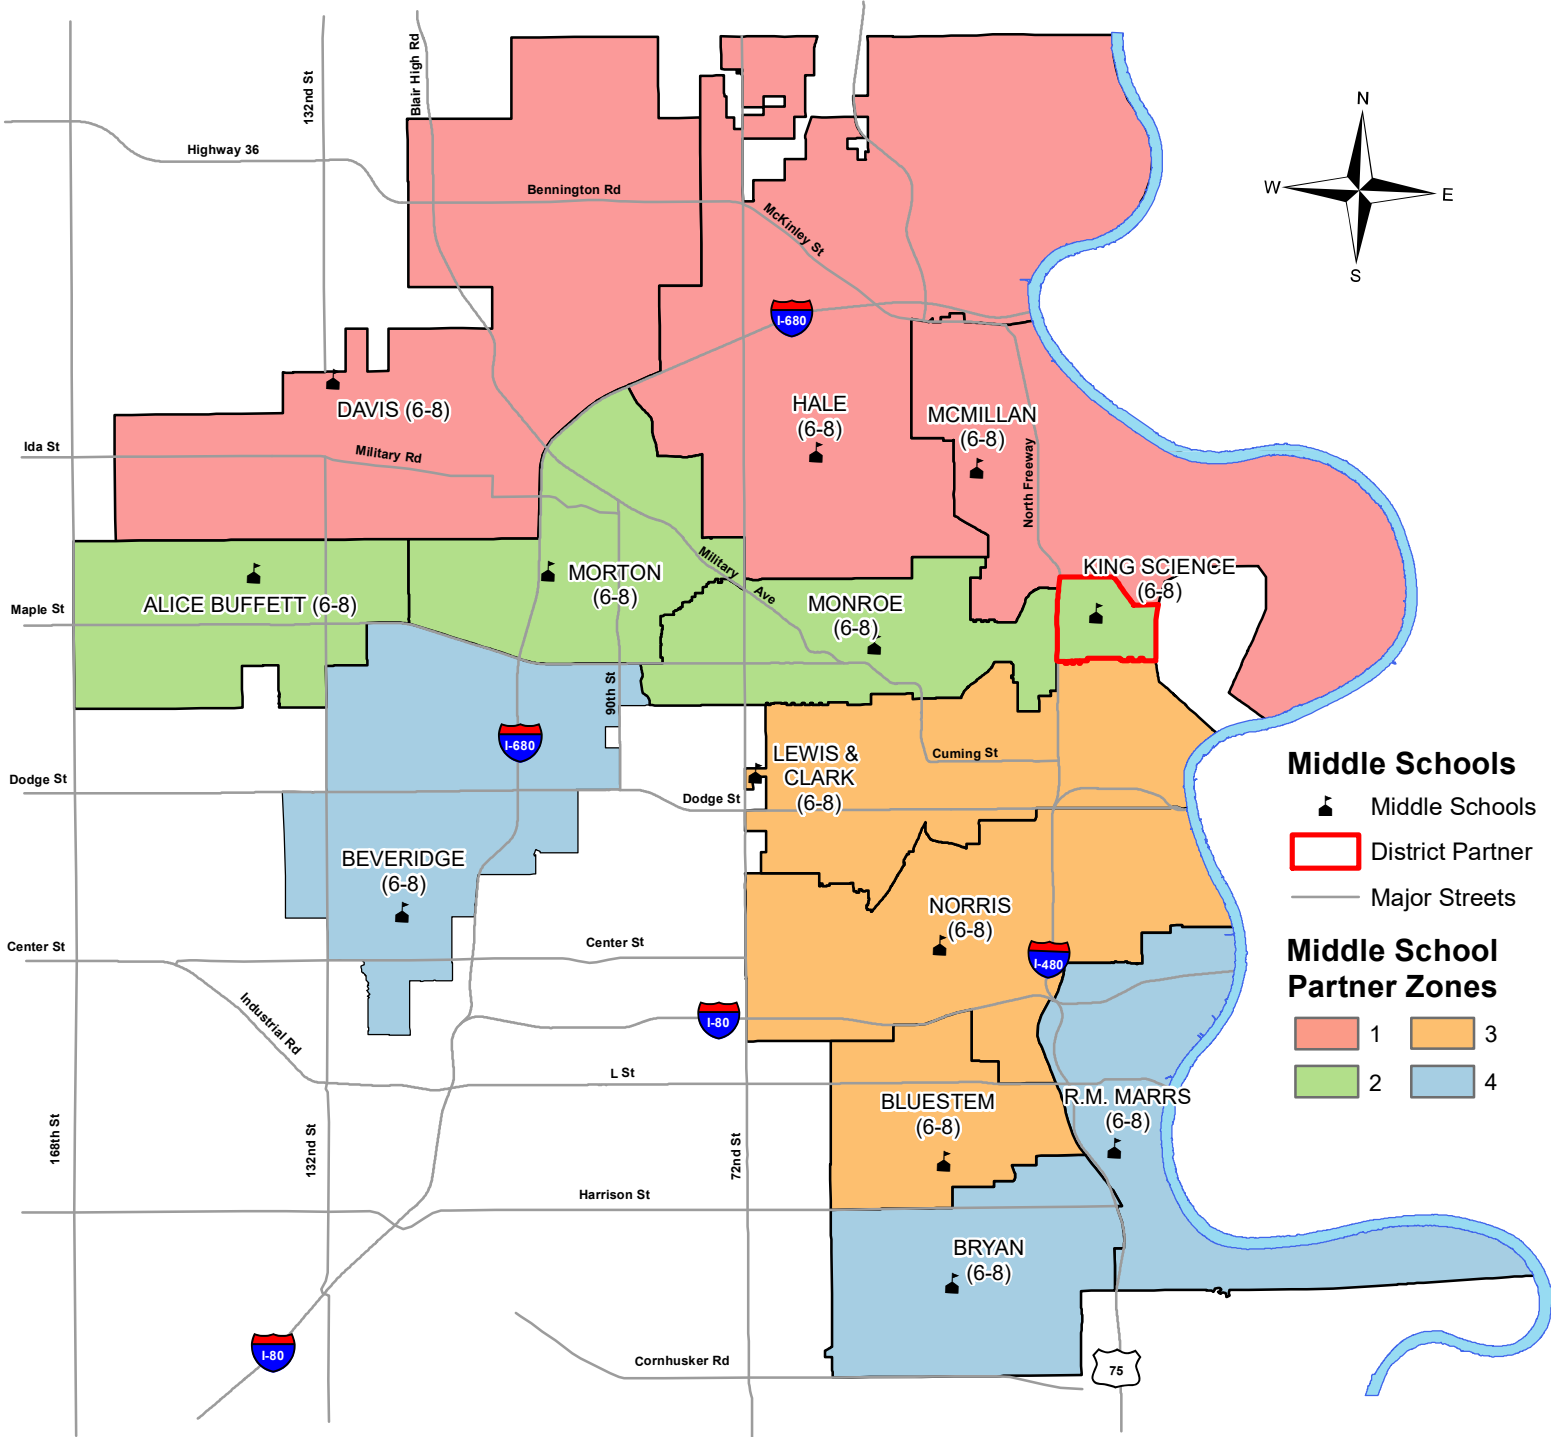 132nd St
Blair High Rd
Highway 36
Bennington Rd
McKinley St
N
W
E
S
I-680
DAVIS (6-8)
HALE
(6-8)
MCMILLAN
(6-8)
Ida St
Military Rd
North Freeway
Military
Ave
KING SCIENCE
(6-8)
MORTON
(6-8)
ALICE BUFFETT (6-8)
MONROE
(6-8)
Maple St
90th St
I-680
LEWIS &
CLARK
(6-8)
Cuming St
Dodge St
Dodge St
BEVERIDGE
(6-8)
NORRIS
(6-8)
Center St
Center St
I-480
Industrial Rd
I-80
L St
BLUESTEM
(6-8)
R.M. MARRS
(6-8)
168th St
132nd St
72nd St
Harrison St
BRYAN
(6-8)
I-80
Cornhusker Rd
75
Middle Schools
Middle Schools
District Partner
Major Streets
Middle School
Partner Zones
1
3
2
4